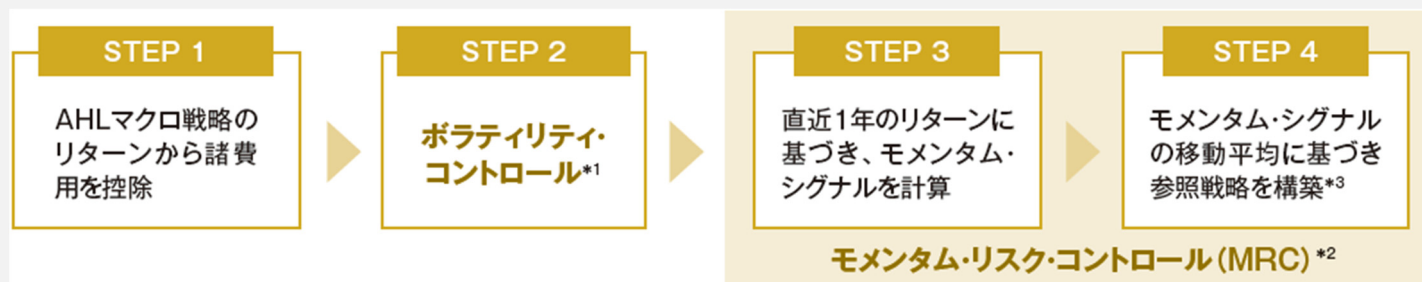 STEP 1
AHLマクロ戦略の
リターンから諸費
用を控除
STEP 2
ボラティリティ・
コントロール*1
STEP 3
直近1年のリターンに
基づき、モメンタム・
シグナルを計算
STEP 4
モメンタム・シグナル
の移動平均に基づき
参照戦略を構築*3
モメンタム・リスク・コントロール(MRC)*2